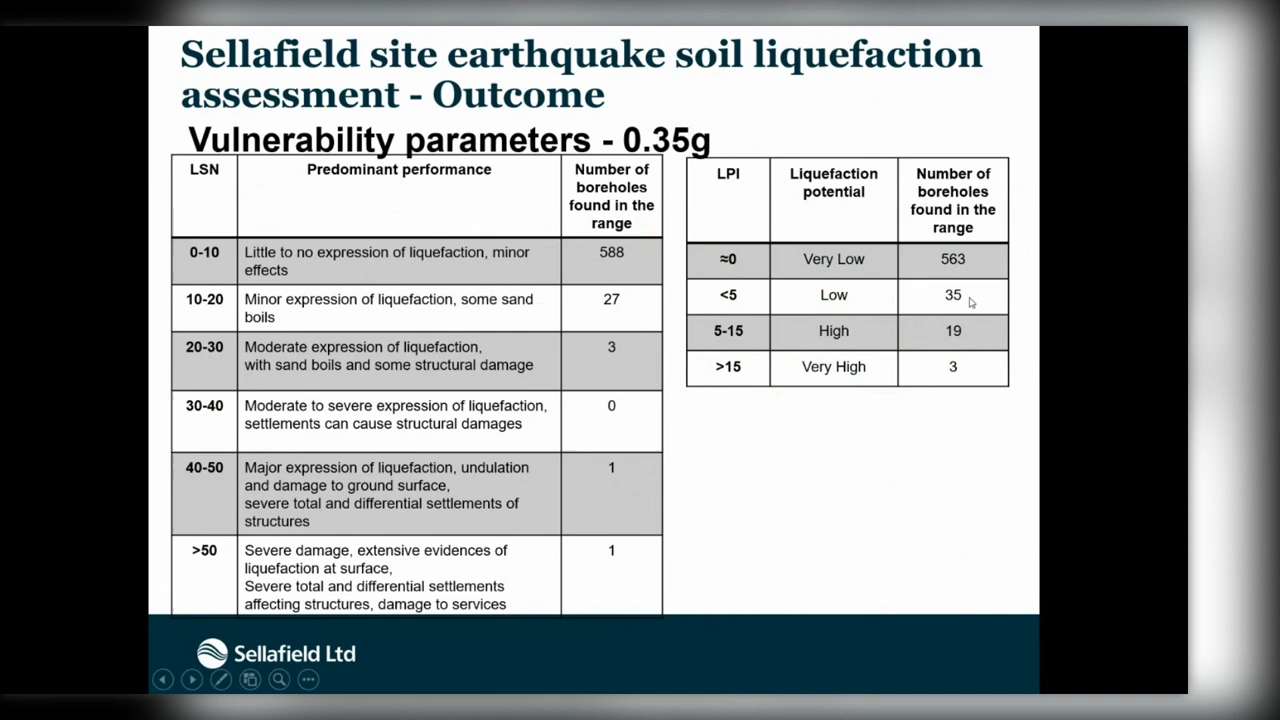 Sellafield site earthquake soil liquefaction
assessment - Outcome
Vulnerability parameters - 0.35g
LSN
Predominant performance
Number of
boreholes
found in the
range
0-10
Little to no expression of liquefaction, minor
effects
588
10-20
Minor expression of liquefaction, some sand
boils
27
20-30
Moderate expression of liquefaction,
with sand boils and some structural damage
3
30-40
Moderate to severe expression of liquefaction,
settlements can cause structural damages
0
40-50
Major expression of liquefaction, undulation
and damage to ground surface,
severe total and differential settlements of
structures
1
>50
Severe damage, extensive evidences of
liquefaction at surface,
Severe total and differential settlements
affecting structures, damage to services
1
LPI
Liquefaction
potential
Number of
boreholes
found in the
range
≈0
Very Low
563
<5
Low
35
5-15
High
19
>15
Very High
3
Sellafield Ltd